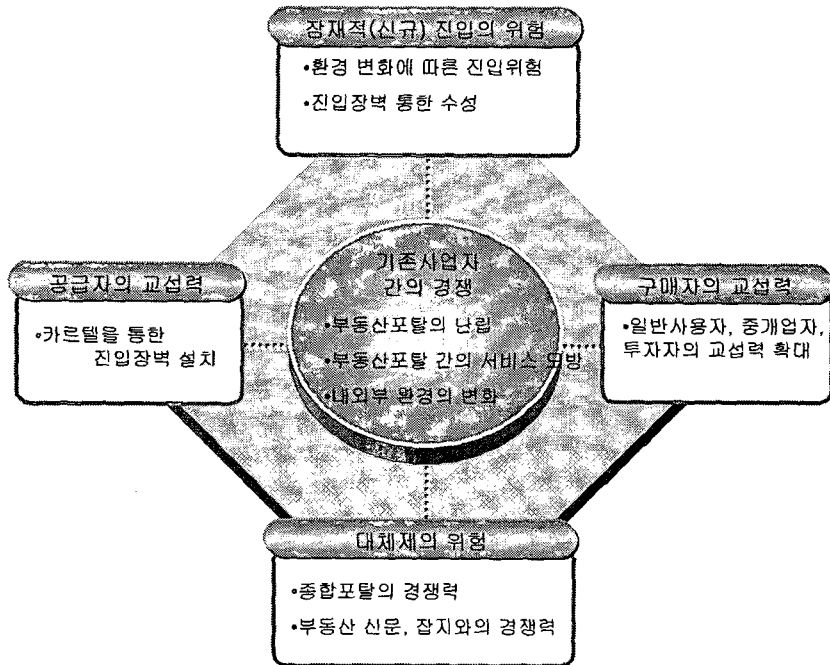 잠재적(신규) 진입의 위험
•환경 변화에 따른 진입위험
•진입장벽 통한 수성
공급자의 교섭력
•카르텔을 통한
진입장벽 설치
기존사업자
간의 경쟁
•부동산포탈의 난립
•부동산포탈 간의 서비스 모방
•내외부 환경의 변화
구매자의 교섭력
•일반사용자, 중개업자,
투자자의 교섭력 확대
대체제의 위험
•종합포탈의 경쟁력
•부동산 신문, 잡지와의 경쟁력